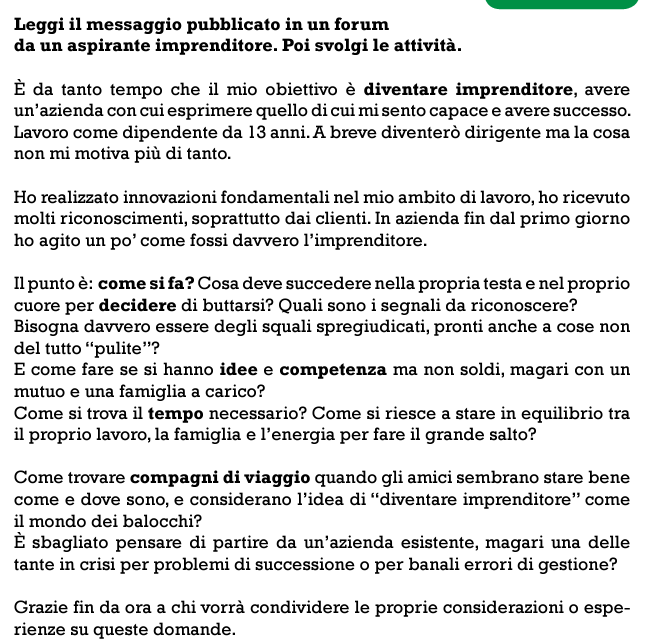 Leggi il messaggio pubblicato in un forum
da un aspirante imprenditore. Poi svolgi le attività.
È da tanto tempo che il mio obiettivo è diventare imprenditore, avere
un'azienda con cui esprimere quello di cui mi sento capace e avere successo.
Lavoro come dipendente da 13 anni. A breve diventerò dirigente ma la cosa
non mi motiva più di tanto.
Ho realizzato innovazioni fondamentali nel mio ambito di lavoro, ho ricevuto
molti riconoscimenti, soprattutto dai clienti. In azienda fin dal primo giorno
ho agito un po' come fossi davvero l'imprenditore.
Il punto è: come si fa? Cosa deve succedere nella propria testa e nel proprio
cuore per decidere di buttarsi? Quali sono i segnali da riconoscere?
Bisogna davvero essere degli squali spregiudicati, pronti anche a cose non
del tutto “pulite”?
E come fare se si hanno idee e competenza ma non soldi, magari con un
mutuo e una famiglia a carico?
Come si trova il tempo necessario? Come si riesce a stare in equilibrio tra
il proprio lavoro, la famiglia e l'energia per fare il grande salto?
Come trovare compagni di viaggio quando gli amici sembrano stare bene
come e dove sono, e considerano l'idea di “diventare imprenditore” come
il mondo dei balocchi?
È sbagliato pensare di partire da un'azienda esistente, magari una delle
tante in crisi per problemi di successione o per banali errori di gestione?
Grazie fin da ora a chi vorrà condividere le proprie considerazioni o espe-
rienze su queste domande.